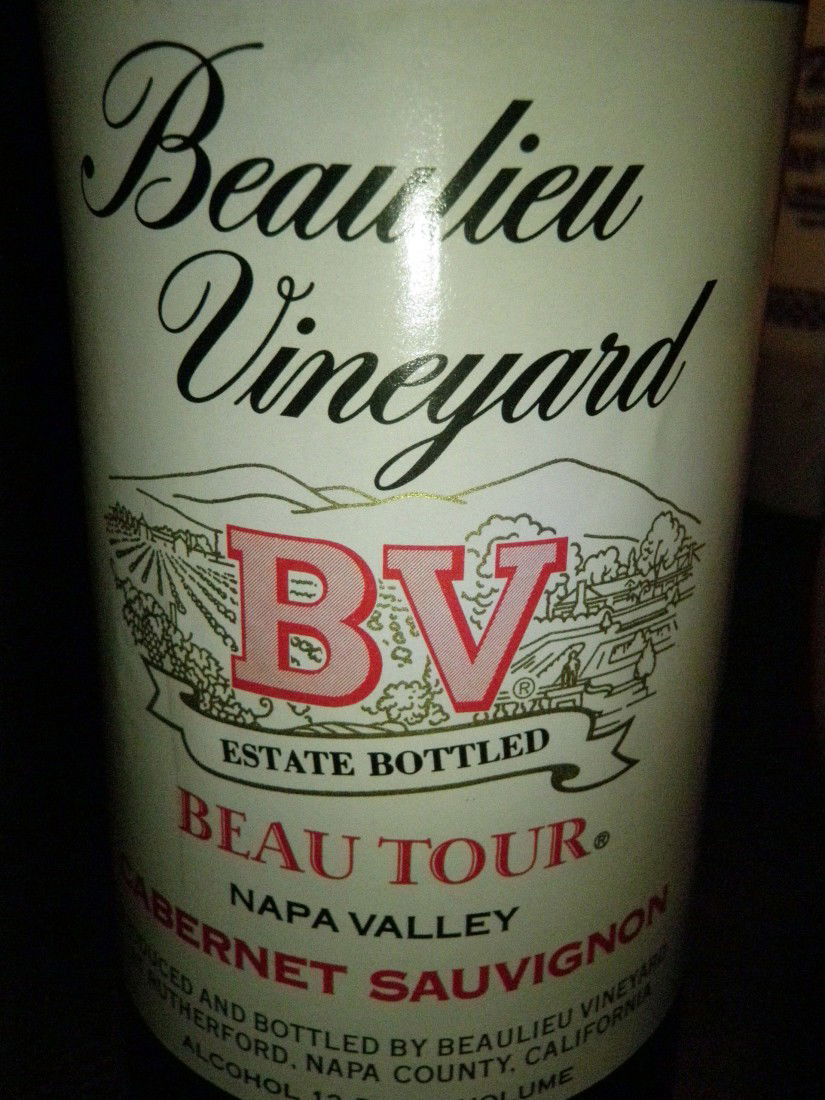 Beaulieu
Vineyard
BV®
ESTATE BOTTLED
BEAU TOUR®
NAPA VALLEY
CABERNET SAUVIGNON
AND BOTTLED BY BEAULIEU VINEYARD
RUTHERFORD, NAPA COUNTY, CALIFORNIA
ALCOHOL